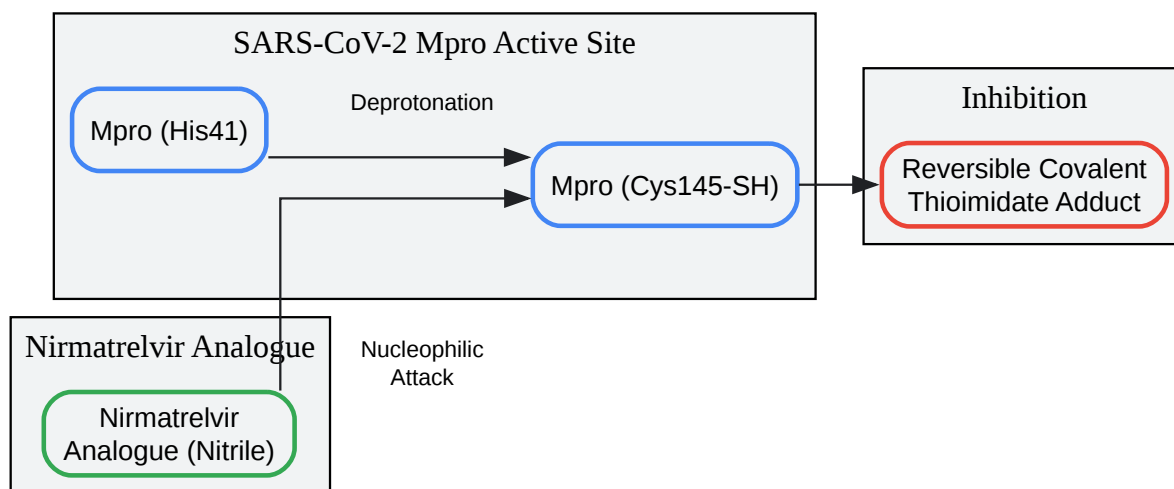 SARS-CoV-2 Mpro Active Site
Deprotonation
Mpro (His41)
Mpro (Cys145-SH)
Inhibition
Reversible Covalent
Thioimidate Adduct
Nirmatrelvir Analogue
Nucleophilic
Attack
Nirmatrelvir
Analogue (Nitrile)